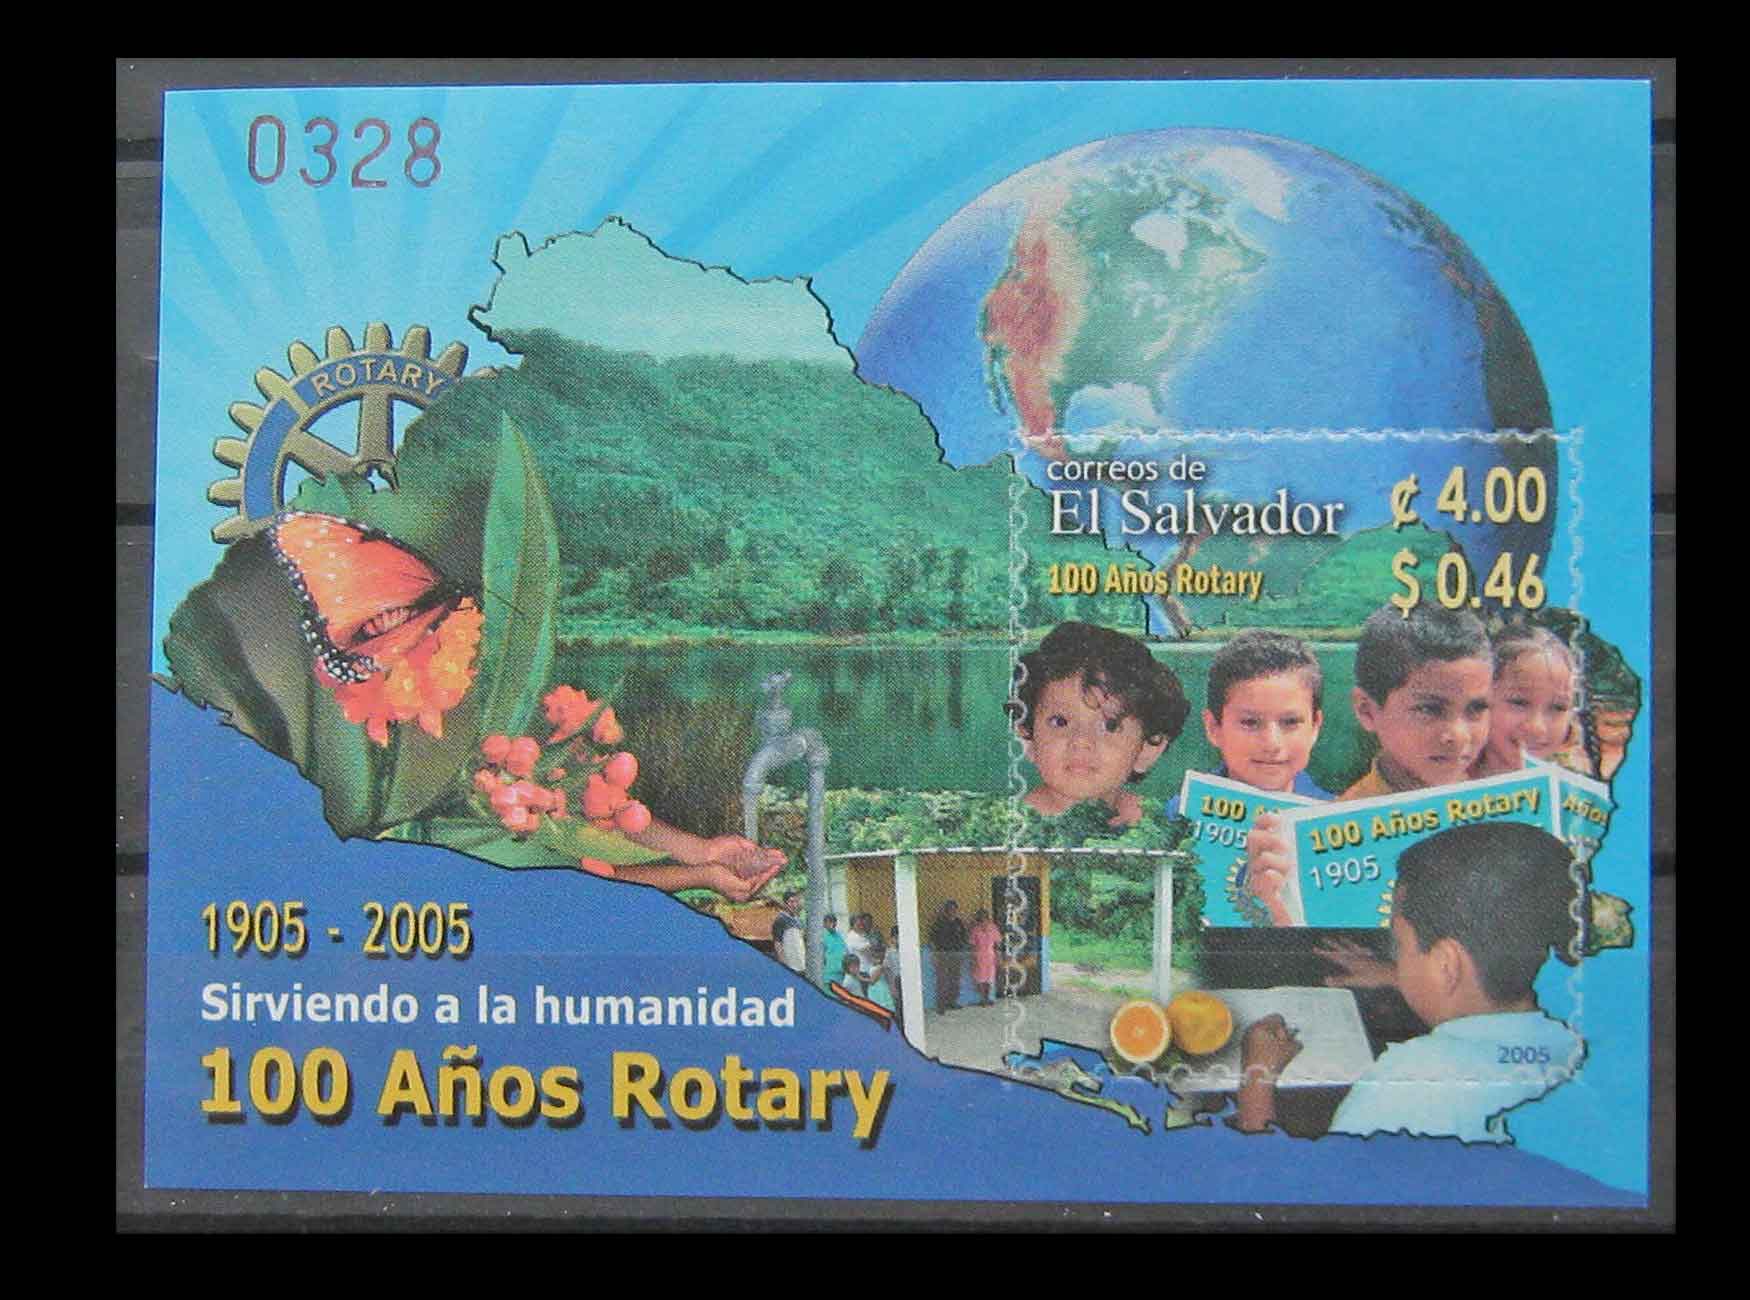 0328
ROTARY
correos de
El Salvador
¢ 4.00
$ 0.46
100 Años Rotary
100 A
1905
100 Años Rotary
1905
Años
1905 - 2005
Sirviendo a la humanidad
100 Años Rotary
2005